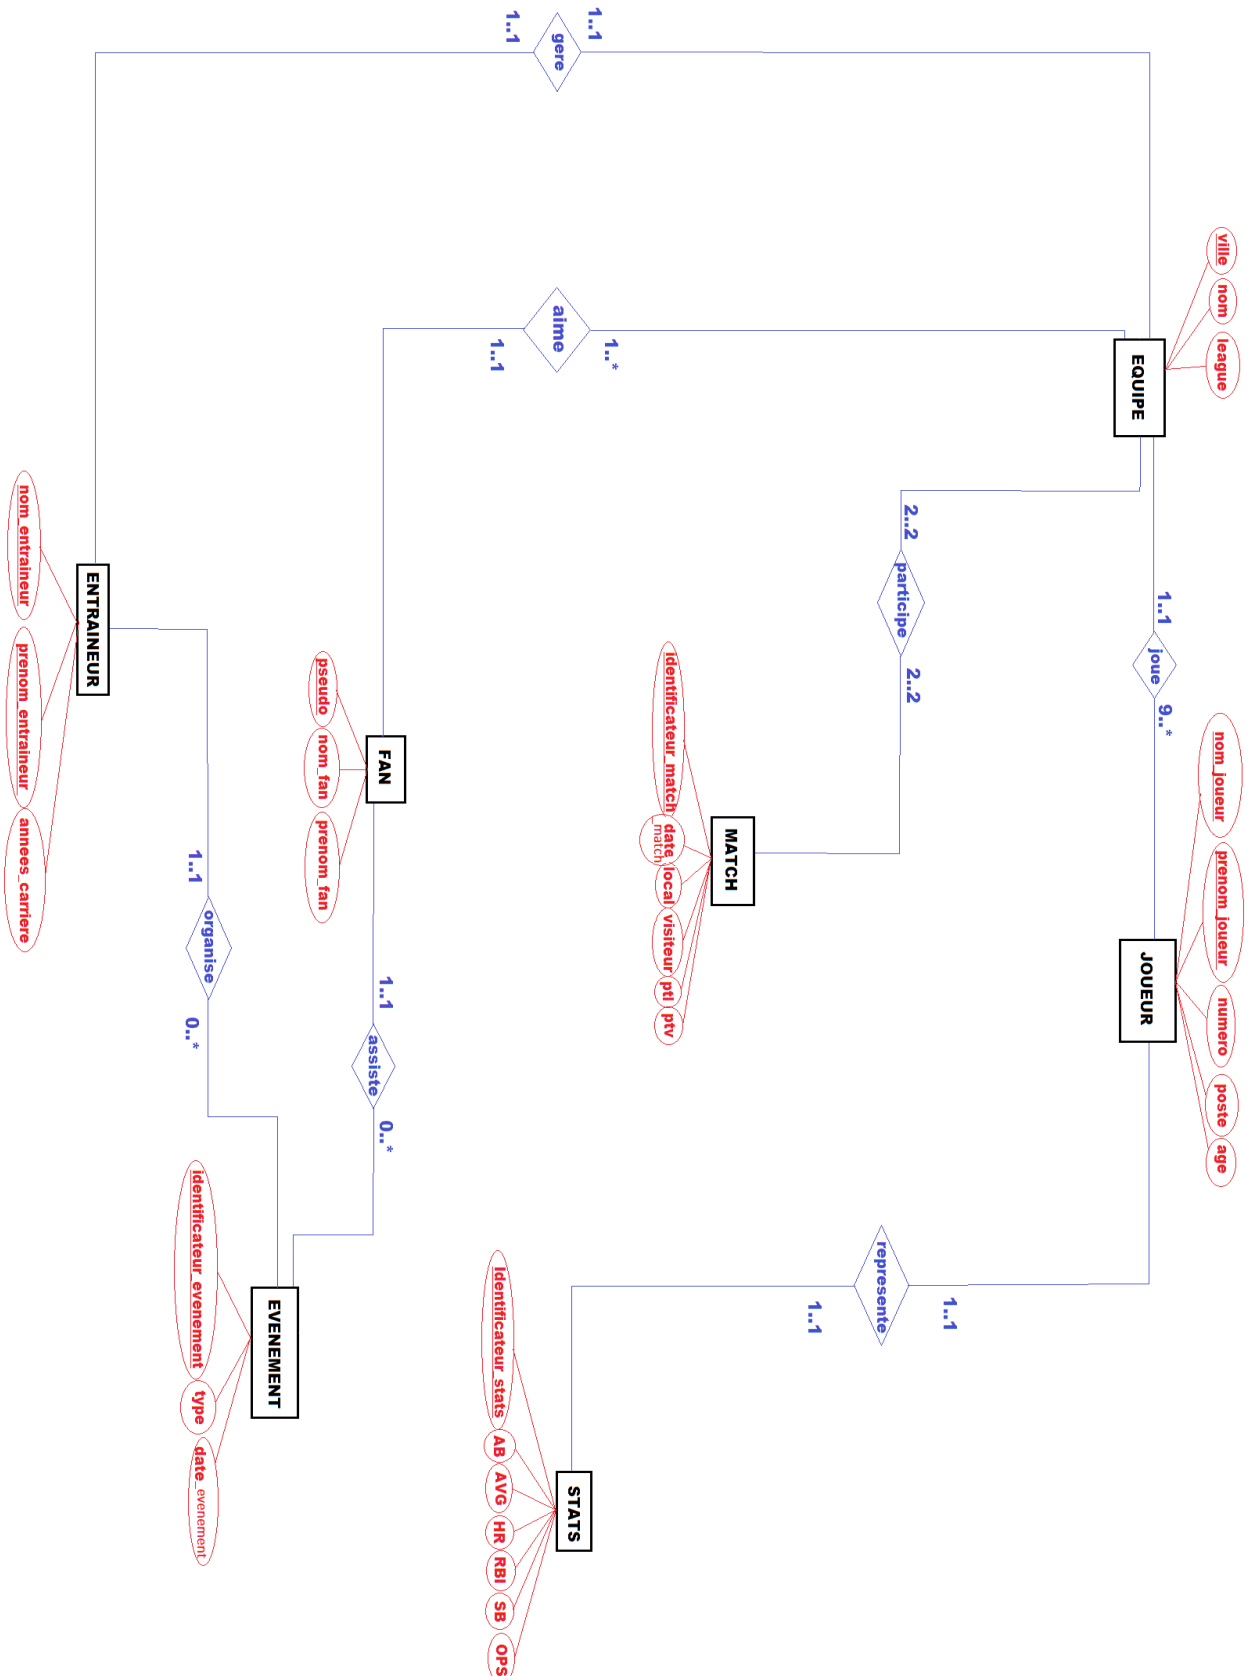 ville
nom
league
EQUIPE
1..1
gere
1..1
1..*
aime
1..1
2..2
participe
2..2
1..1
joue
9..*
nom_joueur
prenom_joueur
numero
poste
age
JOUEUR
identificateur_match
date_match
local
visiteur
ptl
ptv
MATCH
pseudo
nom_fan
prenom_fan
FAN
nom_entraineur
prenom_entraineur
annees_carriere
ENTRAINEUR
1..1
organise
0..*
1..1
assiste
0..*
1..1
represente
1..1
identificateur_evenement
type
date_evenement
EVENEMENT
Identificateur_stats
AB
AVG
HR
RBI
SB
OPS
STATS